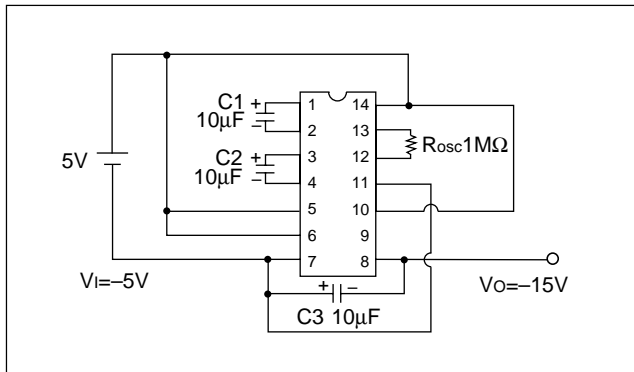 C1 +
10μF –
C2 +
10μF –
5V
1
2
3
4
5
6
7
14
13
12
11
10
9
8
Rosc1MΩ
VI=–5V
+ –
C3 10μF
VO=–15V